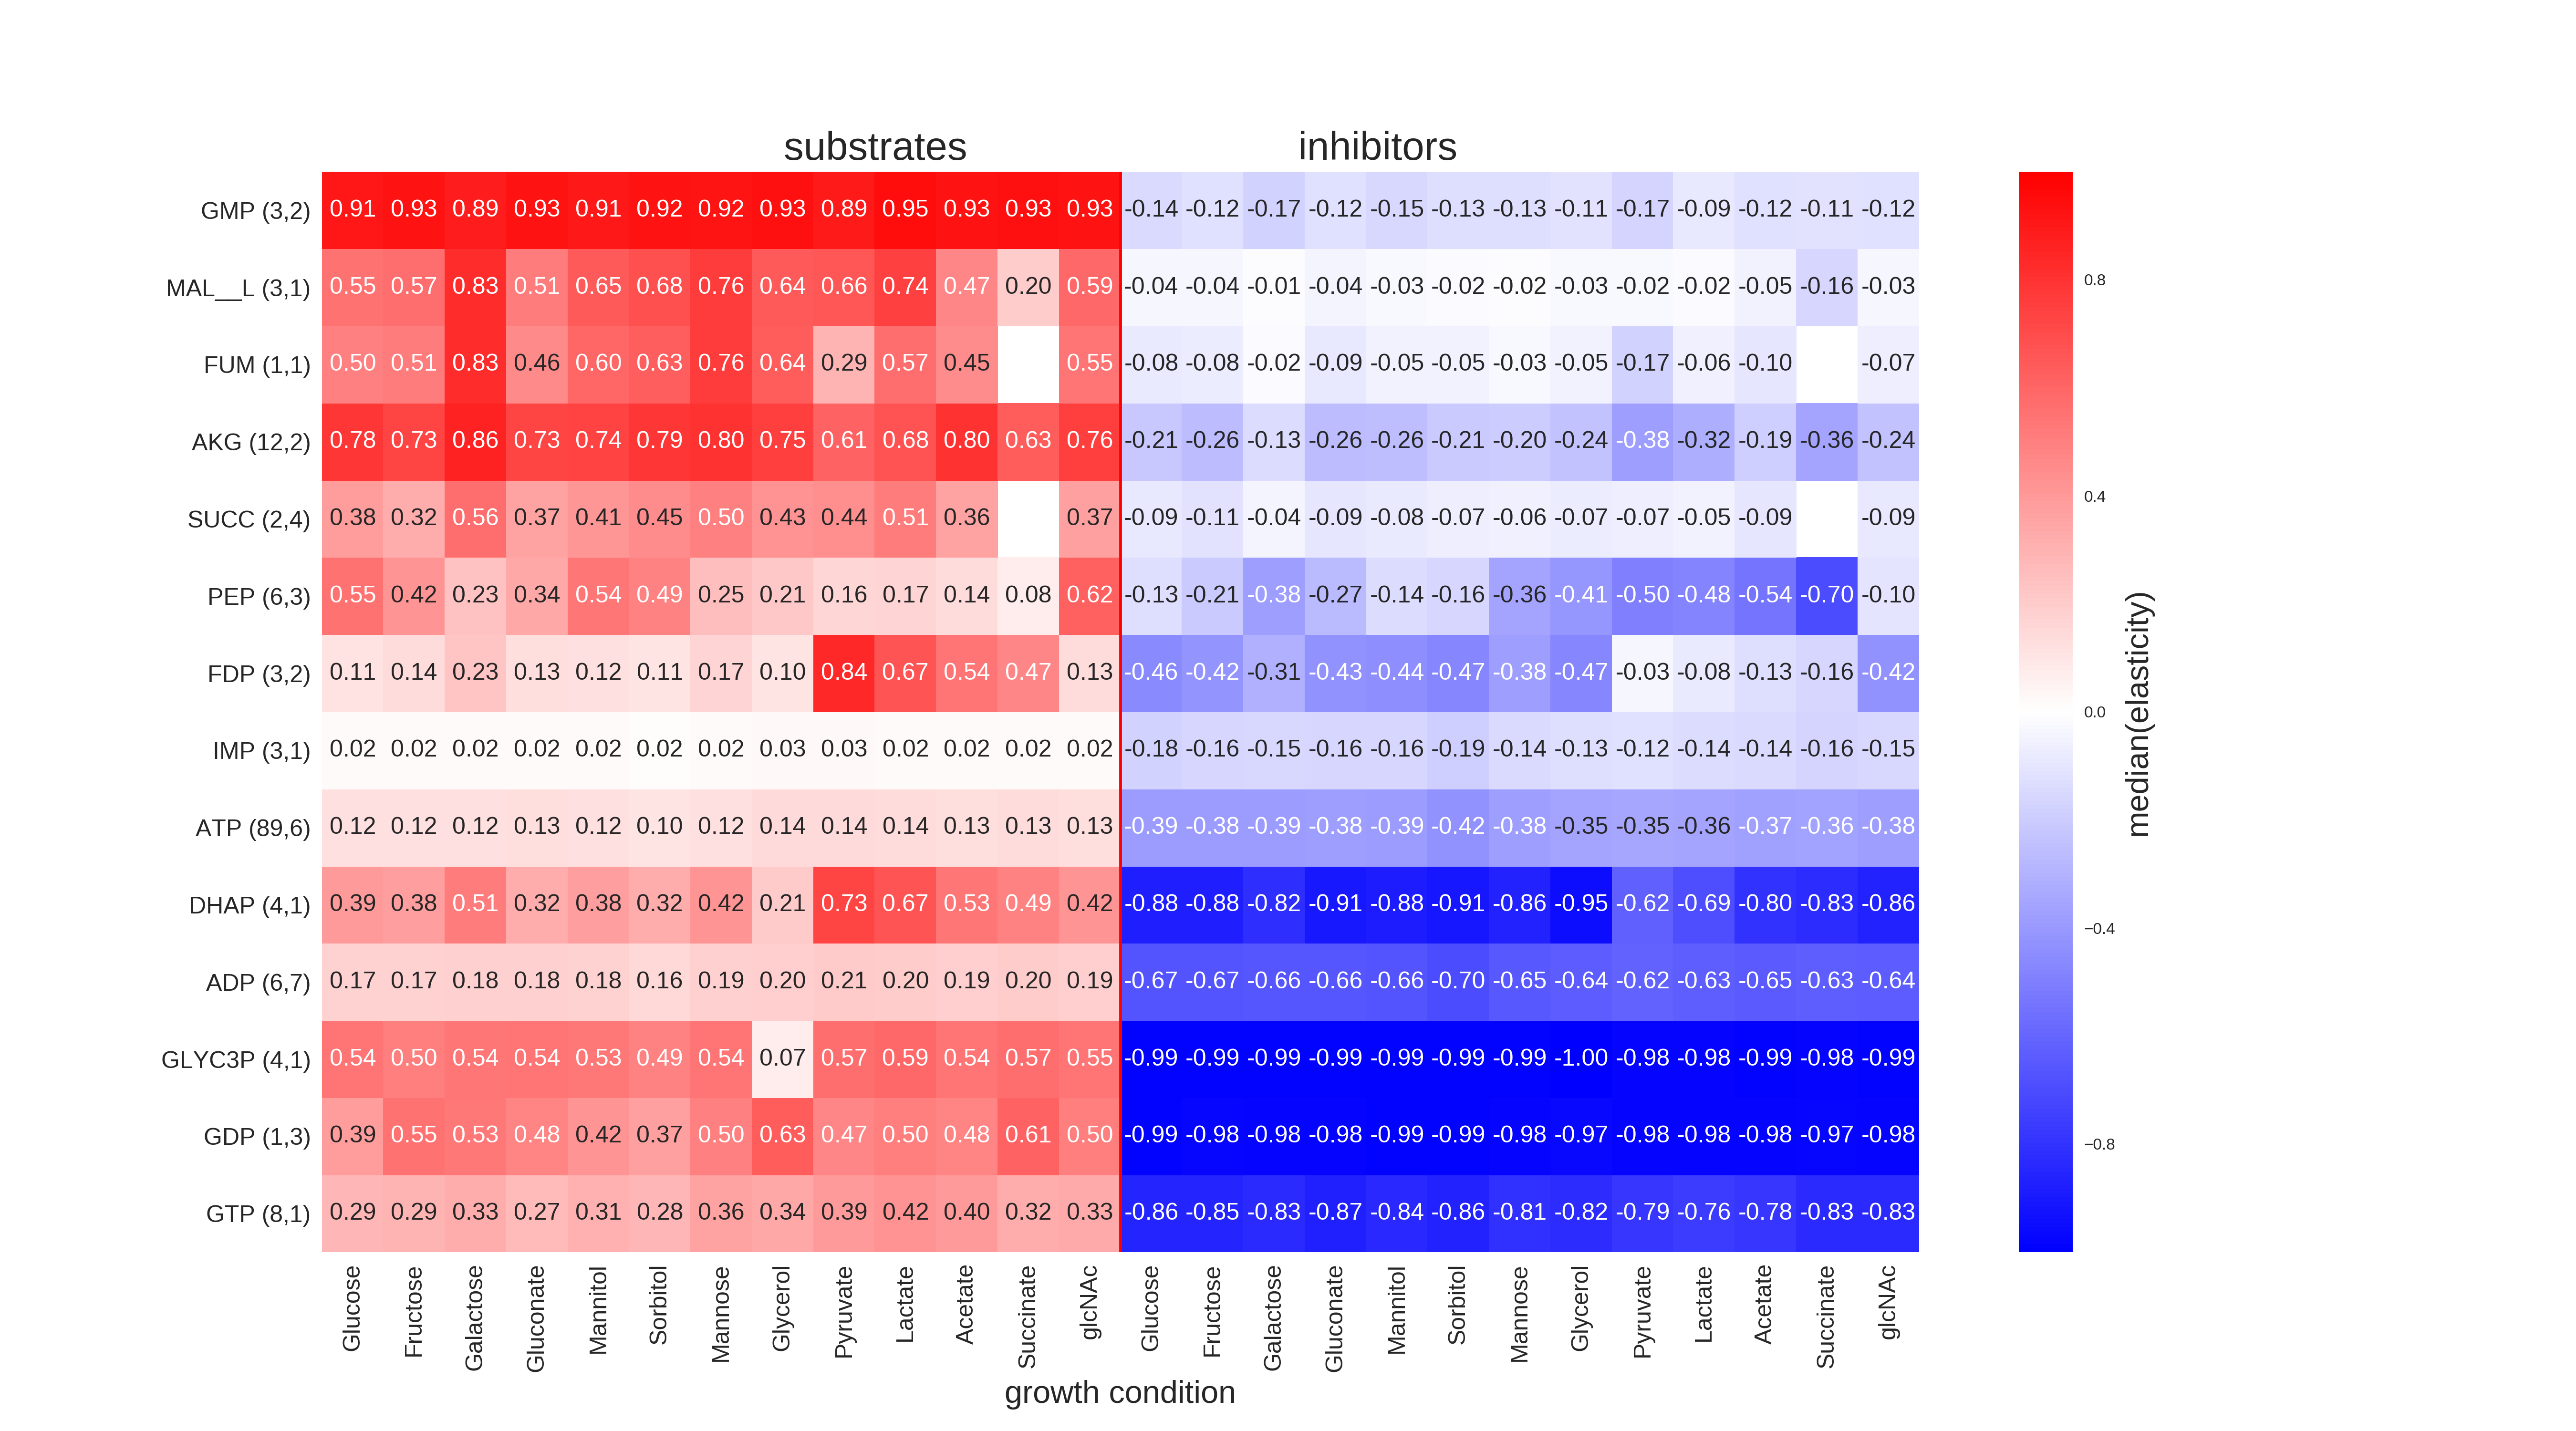 substrates inhibitors
GMP (3,2) 0.91 0.93 0.89 0.93 0.91 0.92 0.92 0.93 0.89 0.95 0.93 0.93 0.93 -0.14 -0.12 -0.17 -0.12 -0.15 -0.13 -0.13 -0.11 -0.17 -0.09 -0.12 -0.11 -0.12
MAL__L (3,1) 0.55 0.57 0.83 0.51 0.65 0.68 0.76 0.64 0.66 0.74 0.47 0.20 0.59 -0.04 -0.04 -0.01 -0.04 -0.03 -0.02 -0.02 -0.03 -0.02 -0.02 -0.05 -0.16 -0.03
FUM (1,1) 0.50 0.51 0.83 0.46 0.60 0.63 0.76 0.64 0.29 0.57 0.45 0.55 -0.08 -0.08 -0.02 -0.09 -0.05 -0.05 -0.03 -0.05 -0.17 -0.06 -0.10 -0.07
AKG (12,2) 0.78 0.73 0.86 0.73 0.74 0.79 0.80 0.75 0.61 0.68 0.80 0.63 0.76 -0.21 -0.26 -0.13 -0.26 -0.26 -0.21 -0.20 -0.24 -0.38 -0.32 -0.19 -0.36 -0.24
SUCC (2,4) 0.38 0.32 0.56 0.37 0.41 0.45 0.50 0.43 0.44 0.51 0.36 0.37 -0.09 -0.11 -0.04 -0.09 -0.08 -0.07 -0.06 -0.07 -0.07 -0.05 -0.09 -0.09
PEP (6,3) 0.55 0.42 0.23 0.34 0.54 0.49 0.25 0.21 0.16 0.17 0.14 0.08 0.62 -0.13 -0.21 -0.38 -0.27 -0.14 -0.16 -0.36 -0.41 -0.50 -0.48 -0.54 -0.70 -0.10
FDP (3,2) 0.11 0.14 0.23 0.13 0.12 0.11 0.17 0.10 0.84 0.67 0.54 0.47 0.13 -0.46 -0.42 -0.31 -0.43 -0.44 -0.47 -0.38 -0.47 -0.03 -0.08 -0.13 -0.16 -0.42
IMP (3,1) 0.02 0.02 0.02 0.02 0.02 0.02 0.02 0.03 0.03 0.02 0.02 0.02 0.02 -0.18 -0.16 -0.15 -0.16 -0.16 -0.19 -0.14 -0.13 -0.12 -0.14 -0.14 -0.16 -0.15
ATP (89,6) 0.12 0.12 0.12 0.13 0.12 0.10 0.12 0.14 0.14 0.14 0.13 0.13 0.13 -0.39 -0.38 -0.39 -0.38 -0.39 -0.42 -0.38 -0.35 -0.35 -0.36 -0.37 -0.36 -0.38
DHAP (4,1) 0.39 0.38 0.51 0.32 0.38 0.32 0.42 0.21 0.73 0.67 0.53 0.49 0.42 -0.88 -0.88 -0.82 -0.91 -0.88 -0.91 -0.86 -0.95 -0.62 -0.69 -0.80 -0.83 -0.86
ADP (6,7) 0.17 0.17 0.18 0.18 0.18 0.16 0.19 0.20 0.21 0.20 0.19 0.20 0.19 -0.67 -0.67 -0.66 -0.66 -0.66 -0.70 -0.65 -0.64 -0.62 -0.63 -0.65 -0.63 -0.64
GLYC3P (4,1) 0.54 0.50 0.54 0.54 0.53 0.49 0.54 0.07 0.57 0.59 0.54 0.57 0.55 -0.99 -0.99 -0.99 -0.99 -0.99 -0.99 -0.99 -1.00 -0.98 -0.98 -0.99 -0.98 -0.99
GDP (1,3) 0.39 0.55 0.53 0.48 0.42 0.37 0.50 0.63 0.47 0.50 0.48 0.61 0.50 -0.99 -0.98 -0.98 -0.98 -0.99 -0.99 -0.98 -0.97 -0.98 -0.98 -0.98 -0.97 -0.98
GTP (8,1) 0.29 0.29 0.33 0.27 0.31 0.28 0.36 0.34 0.39 0.42 0.40 0.32 0.33 -0.86 -0.85 -0.83 -0.87 -0.84 -0.86 -0.81 -0.82 -0.79 -0.76 -0.78 -0.83 -0.83
Glucose Fructose Galactose Gluconate Mannitol Sorbitol Mannose Glycerol Pyruvate Lactate Acetate Succinate glcNAc Glucose Fructose Galactose Gluconate Mannitol Sorbitol Mannose Glycerol Pyruvate Lactate Acetate Succinate glcNAc
growth condition
0.8
0.4
0.0
−0.4
−0.8
median(elasticity)